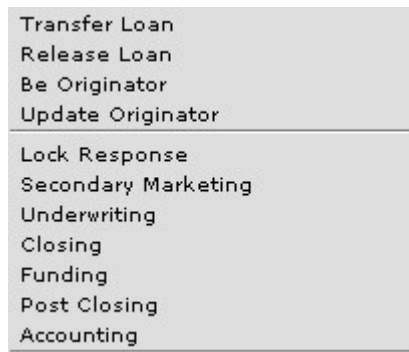 Transfer Loan
Release Loan
Be Originator
Update Originator
Lock Response
Secondary Marketing
Underwriting
Closing
Funding
Post Closing
Accounting